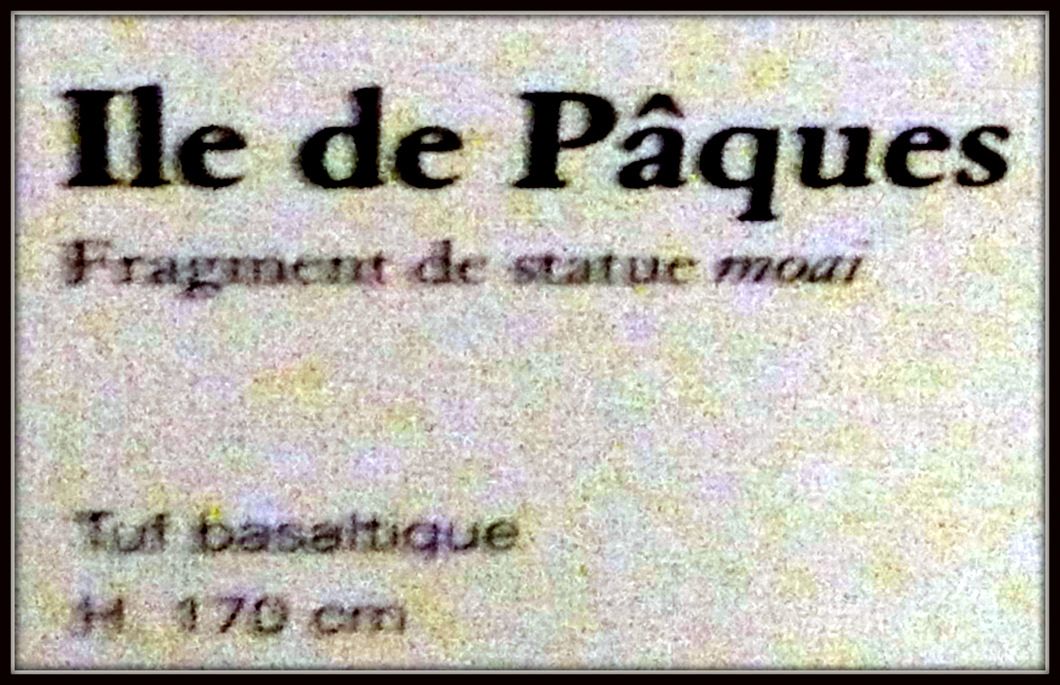 Ile de Pâques
Fragment de statue moai
Tuf basaltique
H. 170 cm